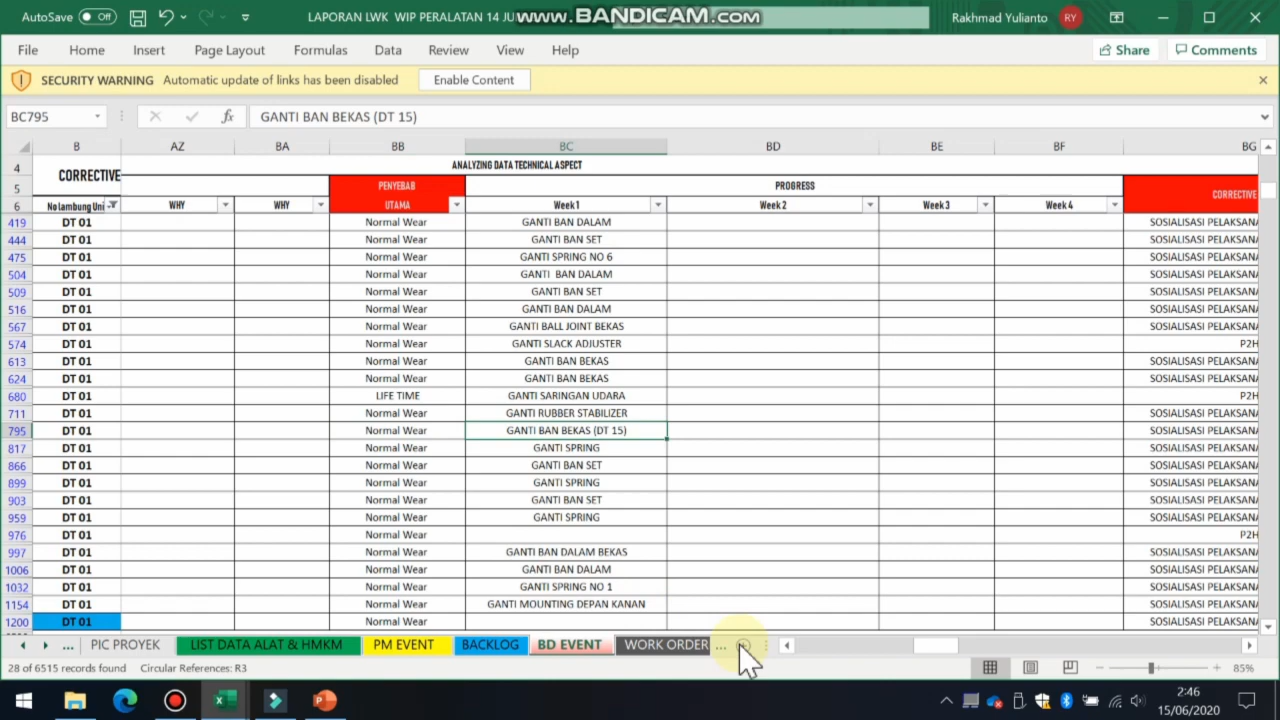 AutoSave Off LAPORAN LWK WIP PERALATAN 14 JU www.BANDICAM.com Rakhmad Yulianto RY
File Home Insert Page Layout Formulas Data Review View Help Share Comments
SECURITY WARNING Automatic update of links has been disabled Enable Content
BC795 fx GANTI BAN BEKAS (DT 15)
B AZ BA BB BC BD BE BF BG
4 ANALYZING DATA TECHNICAL ASPECT
CORRECTIVE
5 PENYEBAB PROGRESS CORRECTIVE
6 No lambung Uni WHY WHY UTAMA Week 1 Week 2 Week 3 Week 4
419 DT 01 Normal Wear GANTI BAN DALAM SOSIALISASI PELAKSANA
444 DT 01 Normal Wear GANTI BAN SET SOSIALISASI PELAKSANA
475 DT 01 Normal Wear GANTI SPRING NO 6 SOSIALISASI PELAKSANA
504 DT 01 Normal Wear GANTI BAN DALAM SOSIALISASI PELAKSANA
509 DT 01 Normal Wear GANTI BAN SET SOSIALISASI PELAKSANA
516 DT 01 Normal Wear GANTI BAN DALAM SOSIALISASI PELAKSANA
567 DT 01 Normal Wear GANTI BALL JOINT BEKAS SOSIALISASI PELAKSANA
574 DT 01 Normal Wear GANTI SLACK ADJUSTER P2H
613 DT 01 Normal Wear GANTI BAN BEKAS SOSIALISASI PELAKSANA
624 DT 01 Normal Wear GANTI BAN BEKAS SOSIALISASI PELAKSANA
680 DT 01 LIFE TIME GANTI SARINGAN UDARA P2H
711 DT 01 Normal Wear GANTI RUBBER STABILIZER SOSIALISASI PELAKSANA
795 DT 01 Normal Wear GANTI BAN BEKAS (DT 15) SOSIALISASI PELAKSANA
817 DT 01 Normal Wear GANTI SPRING SOSIALISASI PELAKSANA
866 DT 01 Normal Wear GANTI BAN SET SOSIALISASI PELAKSANA
899 DT 01 Normal Wear GANTI SPRING SOSIALISASI PELAKSANA
903 DT 01 Normal Wear GANTI BAN SET SOSIALISASI PELAKSANA
959 DT 01 Normal Wear GANTI SPRING SOSIALISASI PELAKSANA
976 DT 01 Normal Wear P2H
997 DT 01 Normal Wear GANTI BAN DALAM BEKAS SOSIALISASI PELAKSANA
1006 DT 01 Normal Wear GANTI BAN DALAM SOSIALISASI PELAKSANA
1032 DT 01 Normal Wear GANTI SPRING NO 1 SOSIALISASI PELAKSANA
1154 DT 01 Normal Wear GANTI MOUNTING DEPAN KANAN SOSIALISASI PELAKSANA
1200 DT 01 Normal Wear SOSIALISASI PELAKSANA
... PIC PROYEK LIST DATA ALAT & HMKM PM EVENT BACKLOG BD EVENT WORK ORDER ...
28 of 6515 records found Circular References: R3 85%
2:46
15/06/2020